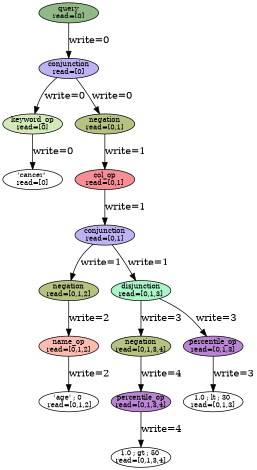 query
read=[0]
write=0
conjunction
read=[0]
write=0
write=0
keyword_op
read=[0]
negation
read=[0,1]
write=0
write=1
'cancer'
read=[0]
col_op
read=[0,1]
write=1
conjunction
read=[0,1]
write=1
write=1
negation
read=[0,1,2]
disjunction
read=[0,1,3]
write=2
write=3
write=3
name_op
read=[0,1,2]
negation
read=[0,1,3,4]
percentile_op
read=[0,1,3]
write=2
write=4
write=3
'age' ; 0
read=[0,1,2]
percentile_op
read=[0,1,3,4]
1.0 ; lt ; 30
read=[0,1,3]
write=4
1.0 ; gt ; 50
read=[0,1,3,4]